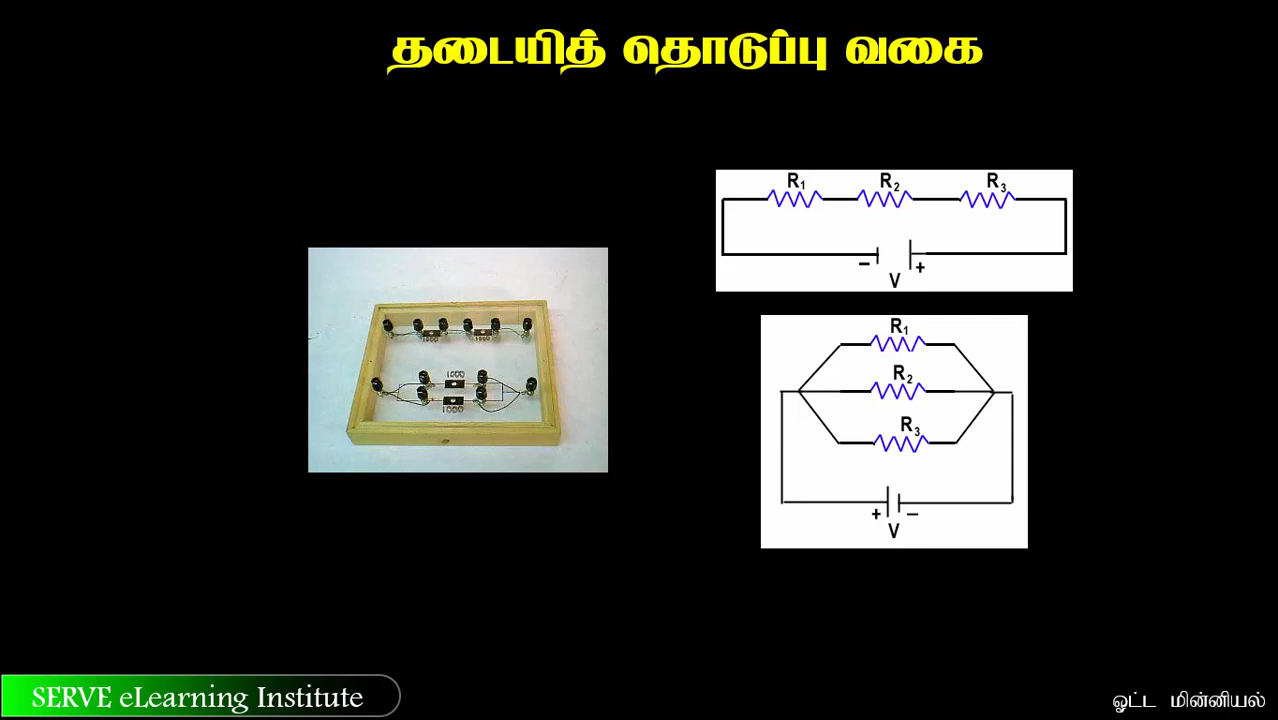 தடையித் தொடுப்பு வகை
R1 R2 R3
– +
V
R1
R2
R3
+ –
V
SERVE eLearning Institute
ஓட்ட மின்னியல்